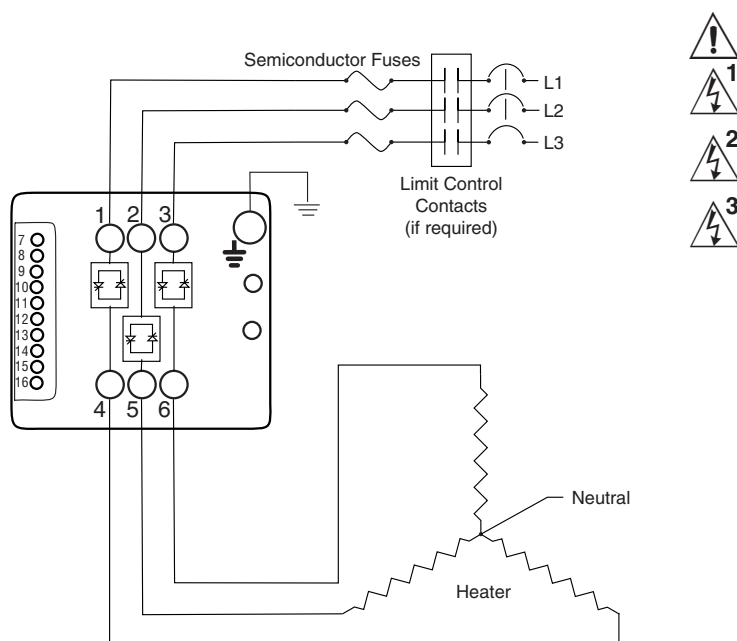 Semiconductor Fuses
L1
L2
L3
Limit Control
Contacts
(if required)
1 2 3
7
8
9
10
11
12
13
14
15
16
4 5 6
Neutral
Heater
!
1
2
3